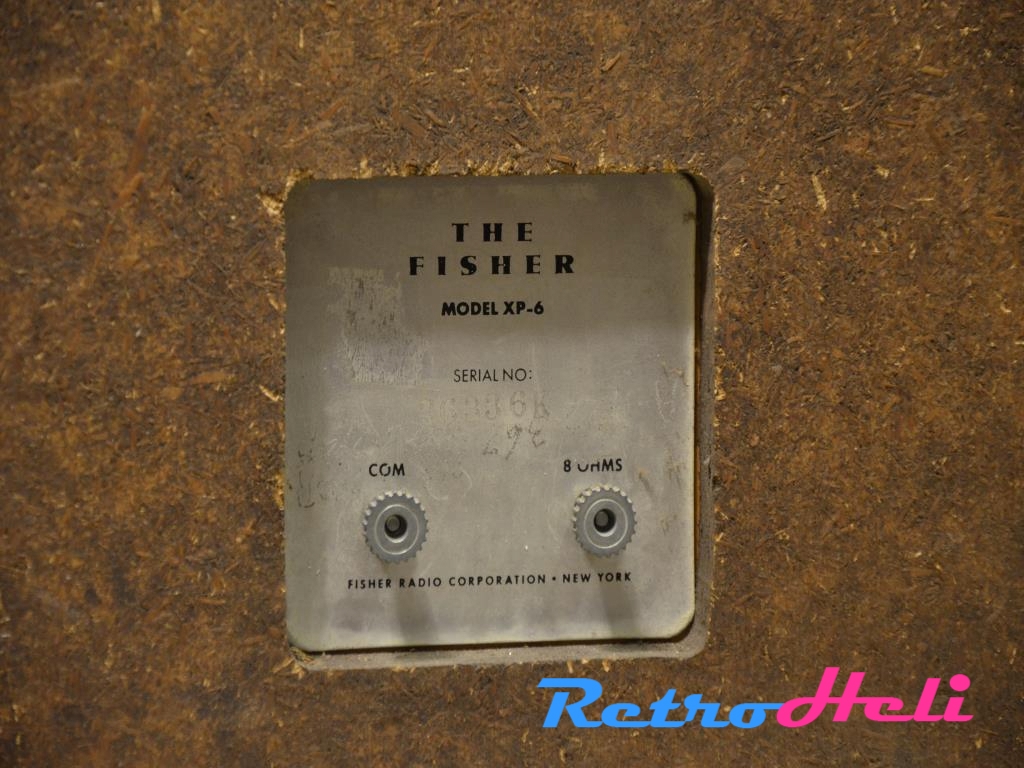 THE
FISHER
MODEL XP-6
SERIAL NO:
COM
8 OHMS
FISHER RADIO CORPORATION • NEW YORK
RetroHeli